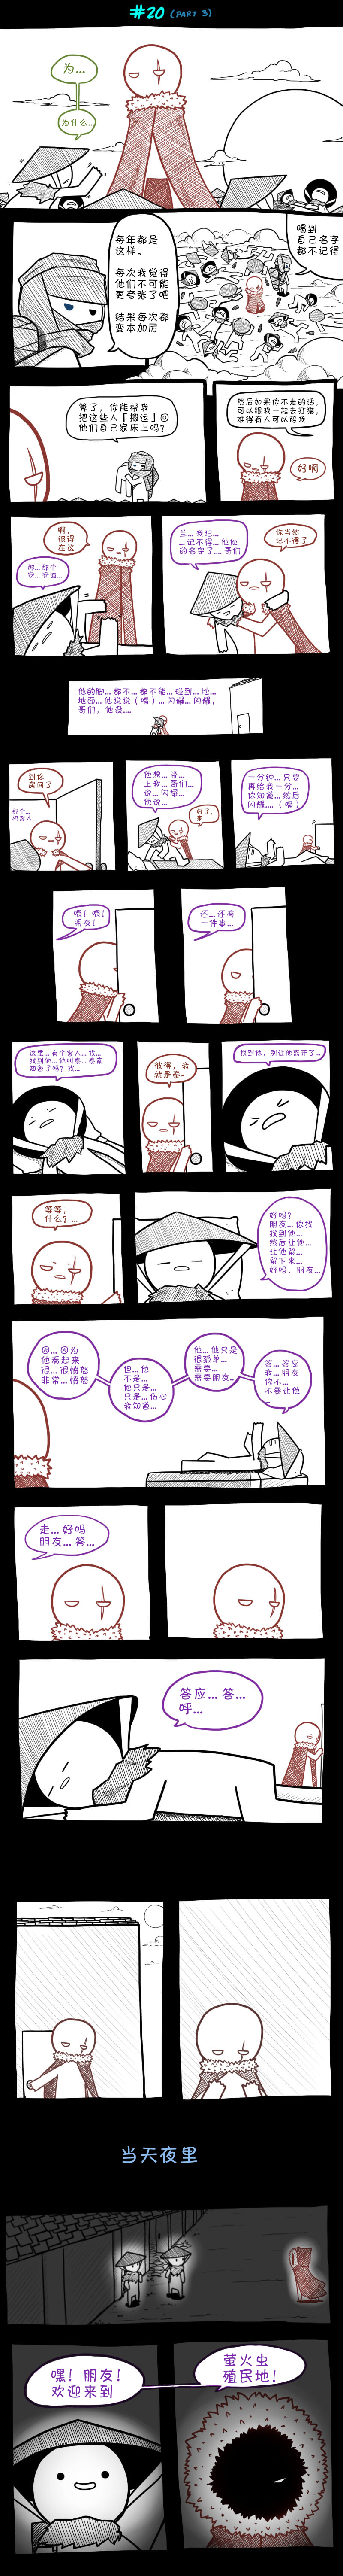 #20 (PART 3)
为...
为什么...
每年都是
这样。
每次我觉得
他们不可能
更夸张了吧
结果每次都
变本加厉
喝到
自己名字
都不记得
算了，你能帮我
把这些人「搬运」回
他们自己家床上吗？
然后如果你不走的话，
可以跟我一起去打猎，
难得有人可以陪我
好啊
啊，
彼得
在这
那...那个
安...安迪...
兰...我记...
...记不得...他他
的名字了....哥们
你当然
记不得了
他的脚...都不...都不能...碰到...地...
地面...他说说（嗝）...闪耀...闪耀，
哥们，他没....
到你
房间了
那个...
机器人...
他想...带...
上我...哥们...
说...闪耀...
他说...
好了，
来
一分钟...只要
再给我一分...
你知道...然后
闪耀....（嗝）
喂！喂！
朋友！
还...还有
一件事...
这里...有个客人...找...
找到他...他叫泰...泰南
知道了吗？找...
彼得，我
就是泰..
找到他，别让他离开了...
等等，
什么？...
好吗？
朋友...你找
找到他...
然后让他...
让他留...
留下来...
好吗，朋友...
因...因为
他看起来
很...很愤怒
非常...愤怒
但...他
不是...
他只是...
只是...伤心
我知道...
他...他只是
很孤单...
需要...
需要朋友..
答...答应
我...朋友
你不...
不要让他
...
走...好吗
朋友...答...
答应...答...
呼...
当天夜里
嘿！朋友！
欢迎来到
萤火虫
殖民地！